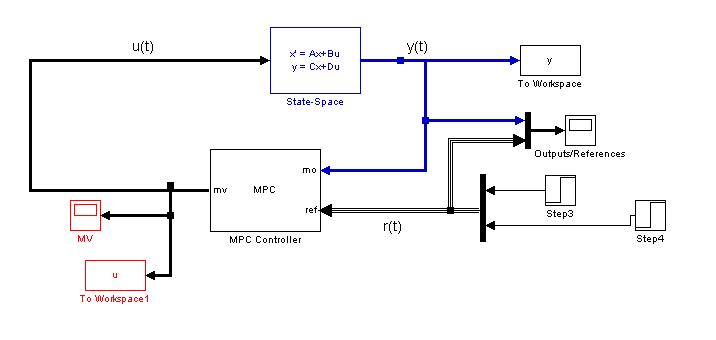 u(t)
y(t)
x' = Ax+Bu
y = Cx+Du
State-Space
y
To Workspace
Outputs/References
mo
mv
MPC
ref
MPC Controller
r(t)
Step3
Step4
MV
u
To Workspace1